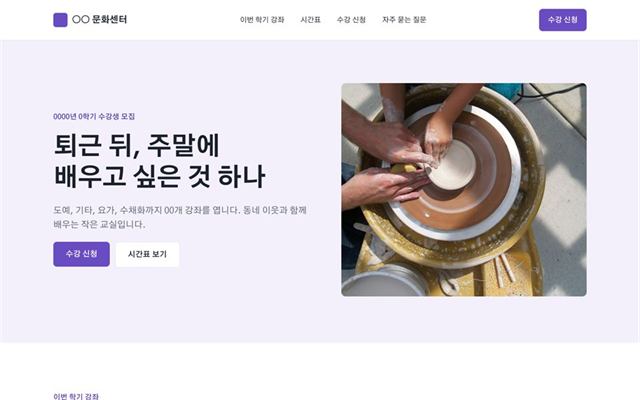 ○○ 문화센터
이번 학기 강좌
시간표
수강 신청
자주 묻는 질문
수강 신청
0000년 0학기 수강생 모집
퇴근 뒤, 주말에
배우고 싶은 것 하나
도예, 기타, 요가, 수채화까지 00개 강좌를 엽니다. 동네 이웃과 함께
배우는 작은 교실입니다.
수강 신청
시간표 보기
이번 학기 강좌